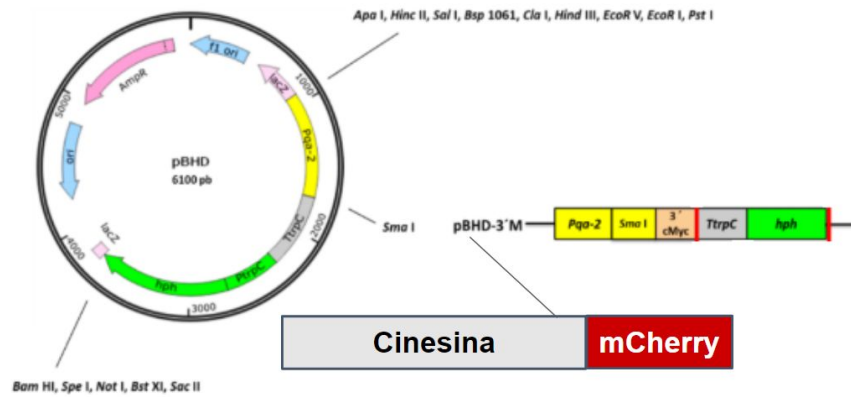 Apa I, Hinc II, Sal I, Bsp 1061, Cla I, Hind III, EcoR V, EcoR I, Pst I
f1 ori
lacZ
1000
AmpR
5000
Pqa-2
pBHD
6100 pb
ori
Sma I
2000
TtrpC
lacZ
4000
PtrpC
hph
3000
pBHD-3´M
Pqa-2
Sma I
3´
cMyc
TtrpC
hph
Cinesina
mCherry
Bam HI, Spe I, Not I, Bst XI, Sac II